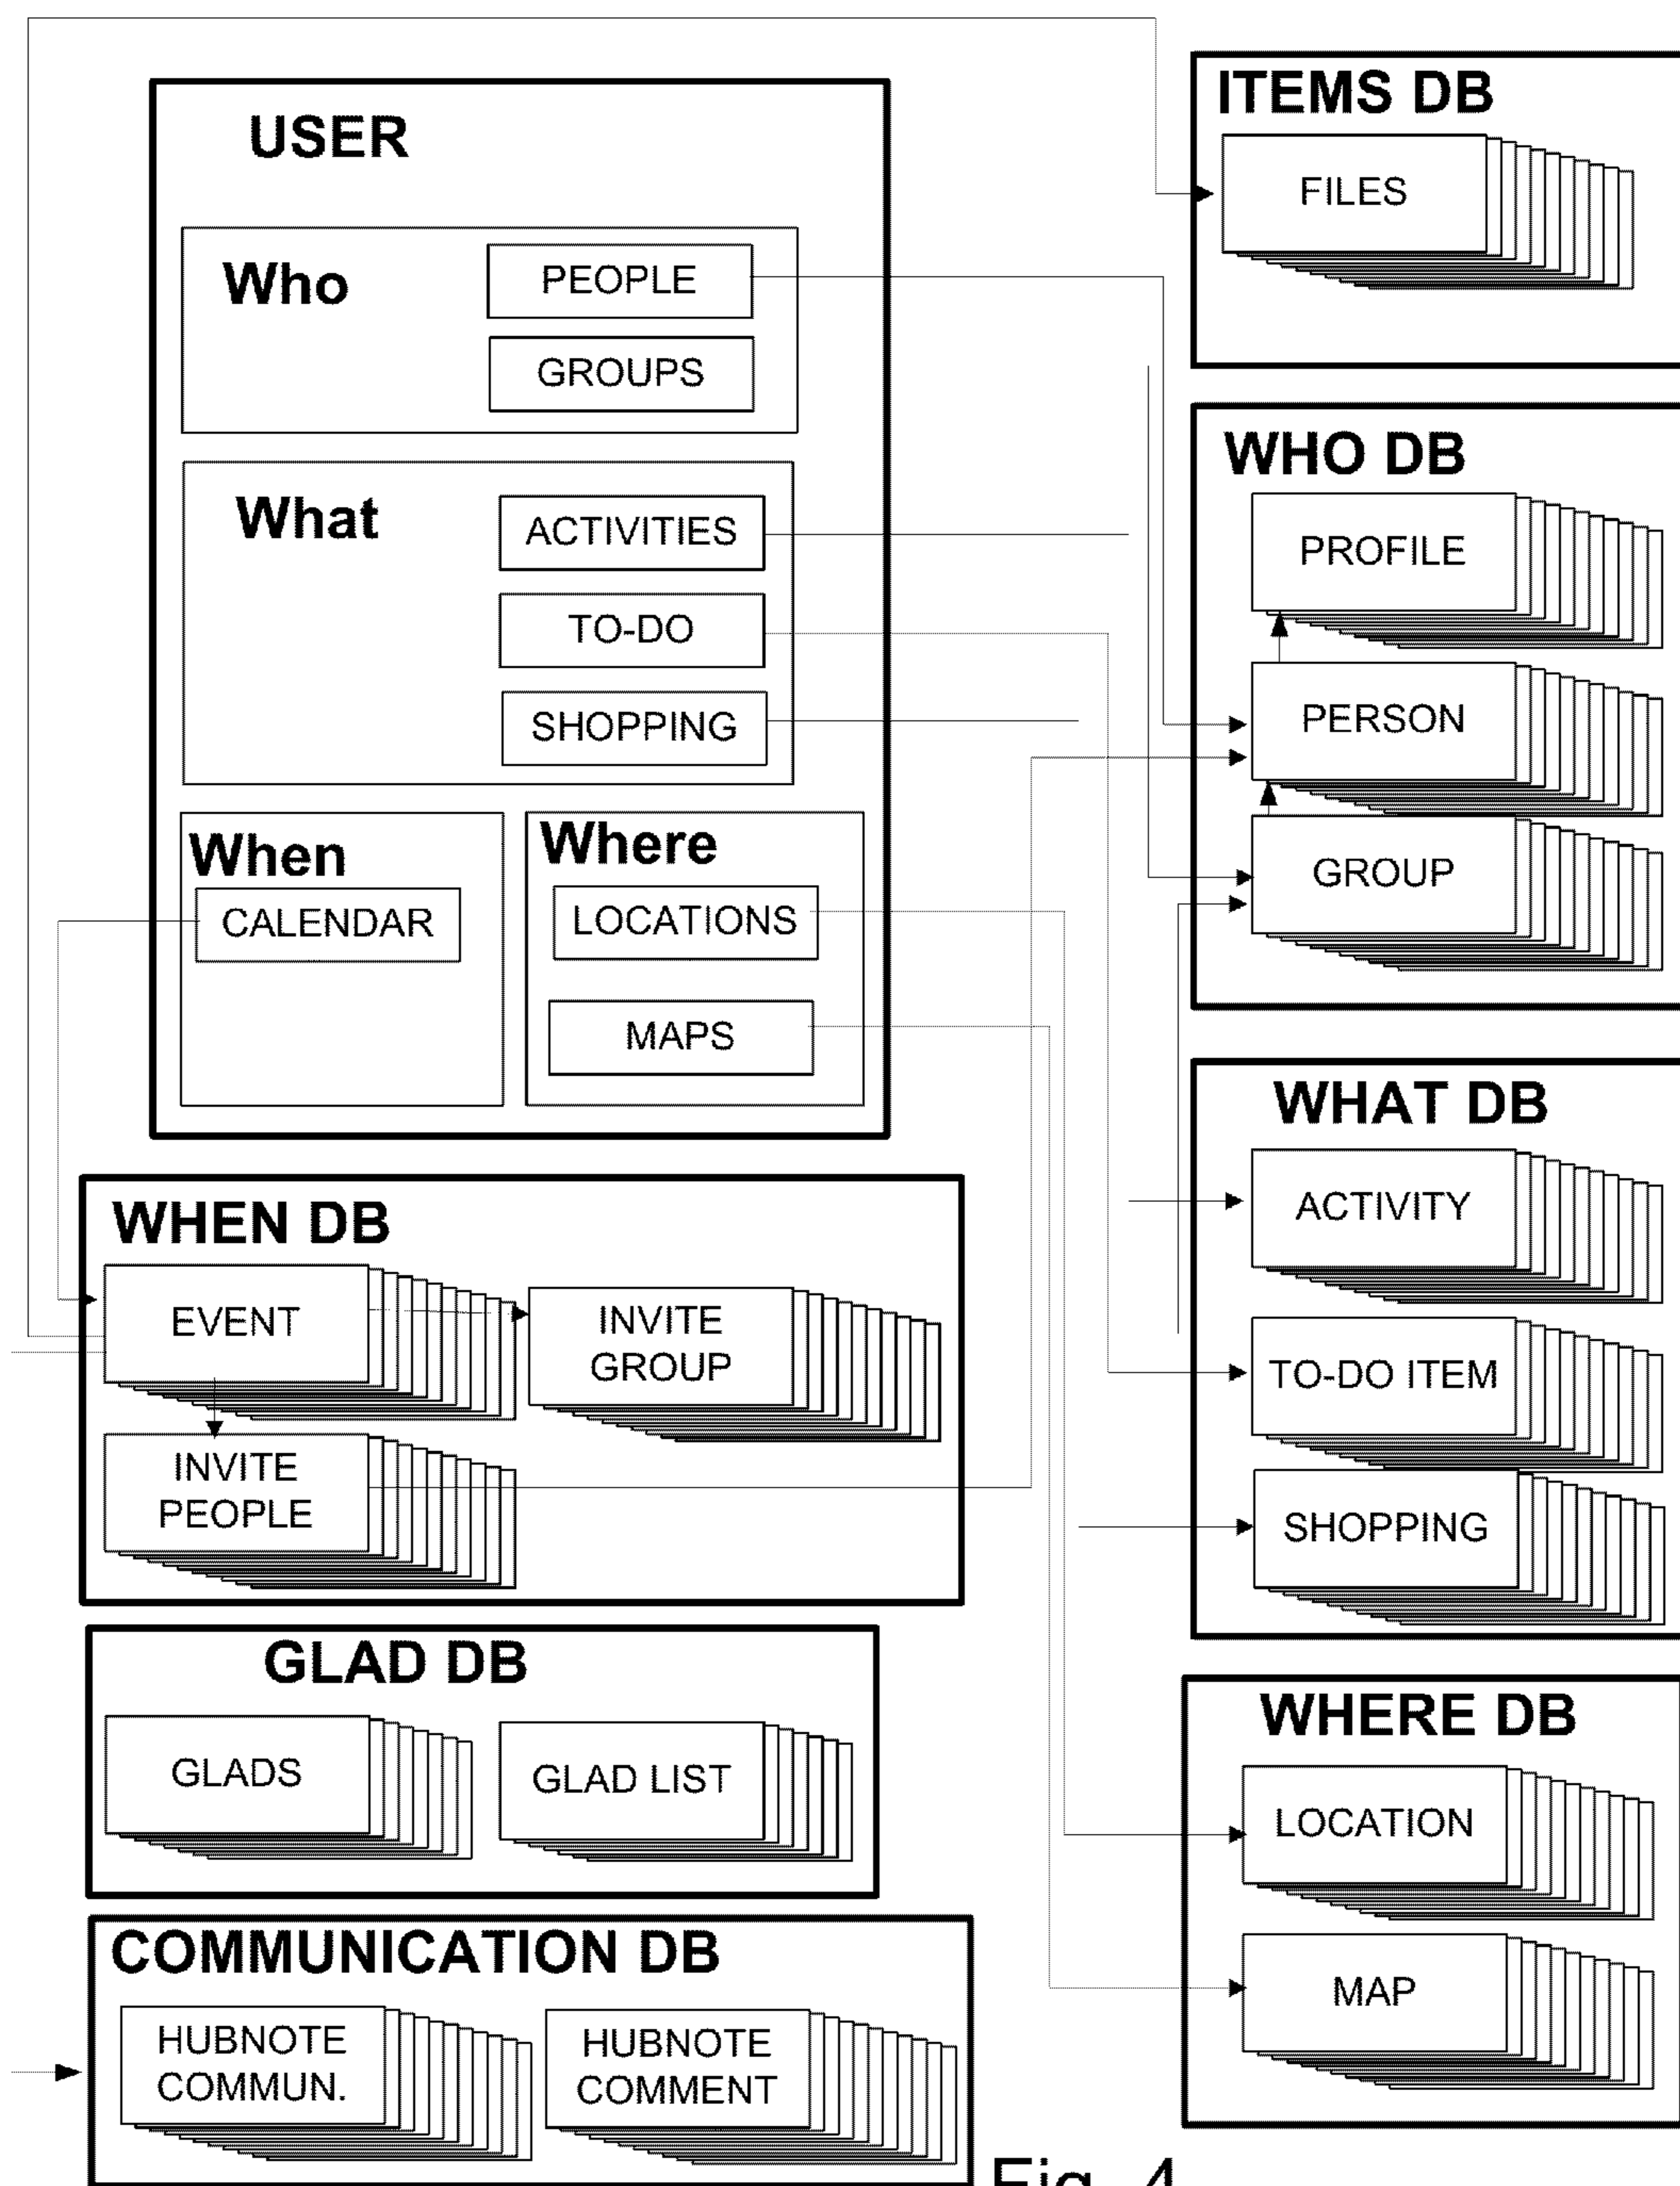 USER
Who
PEOPLE
GROUPS
What
ACTIVITIES
TO-DO
SHOPPING
When
CALENDAR
Where
LOCATIONS
MAPS
WHEN DB
EVENT
INVITE
GROUP
INVITE
PEOPLE
GLAD DB
GLADS
GLAD LIST
COMMUNICATION DB
HUBNOTE
COMMUN.
HUBNOTE
COMMENT
ITEMS DB
FILES
WHO DB
PROFILE
PERSON
GROUP
WHAT DB
ACTIVITY
TO-DO ITEM
SHOPPING
WHERE DB
LOCATION
MAP
Fig. 4